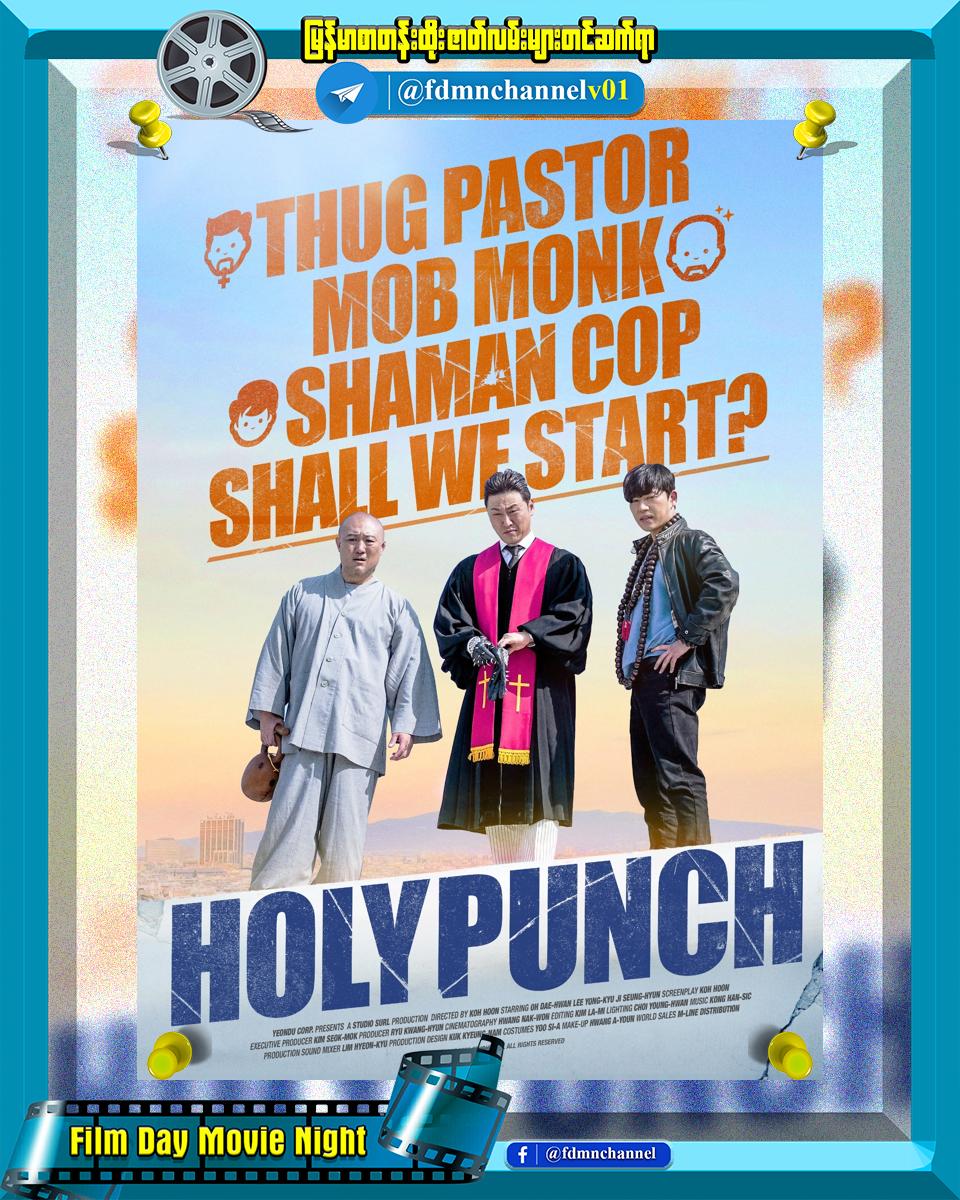 မြန်မာစာတန်းထိုးဇာတ်လမ်းများတင်ဆက်ရာ
@fdmnchannelv01
THUG PASTOR
MOB MONK
SHAMAN COP
SHALL WE START?
HOLY PUNCH
YEONDU CORP. PRESENTS A STUDIO SURL PRODUCTION DIRECTED BY KOH HOON STARRING OH DAE-HWAN LEE YONG-KYU JI SEUNG-HYUN SCREENPLAY KOH HOON
EXECUTIVE PRODUCER KIM SEOK-MOK PRODUCER RYU KWANG-HYUN CINEMATOGRAPHY HWANG NAK-WON EDITING KIM LA-MI LIGHTING CHOI YOUNG-HWAN MUSIC KONG HAN-SIC
PRODUCTION SOUND MIXER LIM HYEON-KYU PRODUCTION DESIGN KUK KYEUNG-NAM COSTUMES YOO SI-A MAKE-UP HWANG A-YOUN WORLD SALES M-LINE DISTRIBUTION
ALL RIGHTS RESERVED
Film Day Movie Night
@fdmnchannel